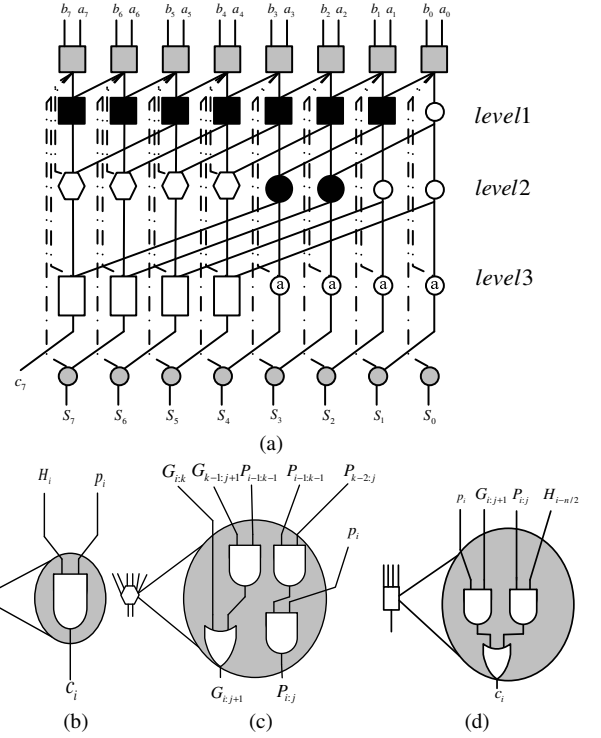 b7 a7 b6 a6 b5 a5 b4 a4 b3 a3 b2 a2 b1 a1 b0 a0
level1
level2
level3
a a a a
c7
S7 S6 S5 S4 S3 S2 S1 S0
(a)
Hi pi
Ci
(b)
Gi:k Gk−1:j+1 Pi−1:k−1 Pi−1:k−1 Pk−2:j
pi
Gi:j+1 Pi:j
(c)
pi Gi:j+1 Pi:j Hi−n/2
ci
(d)